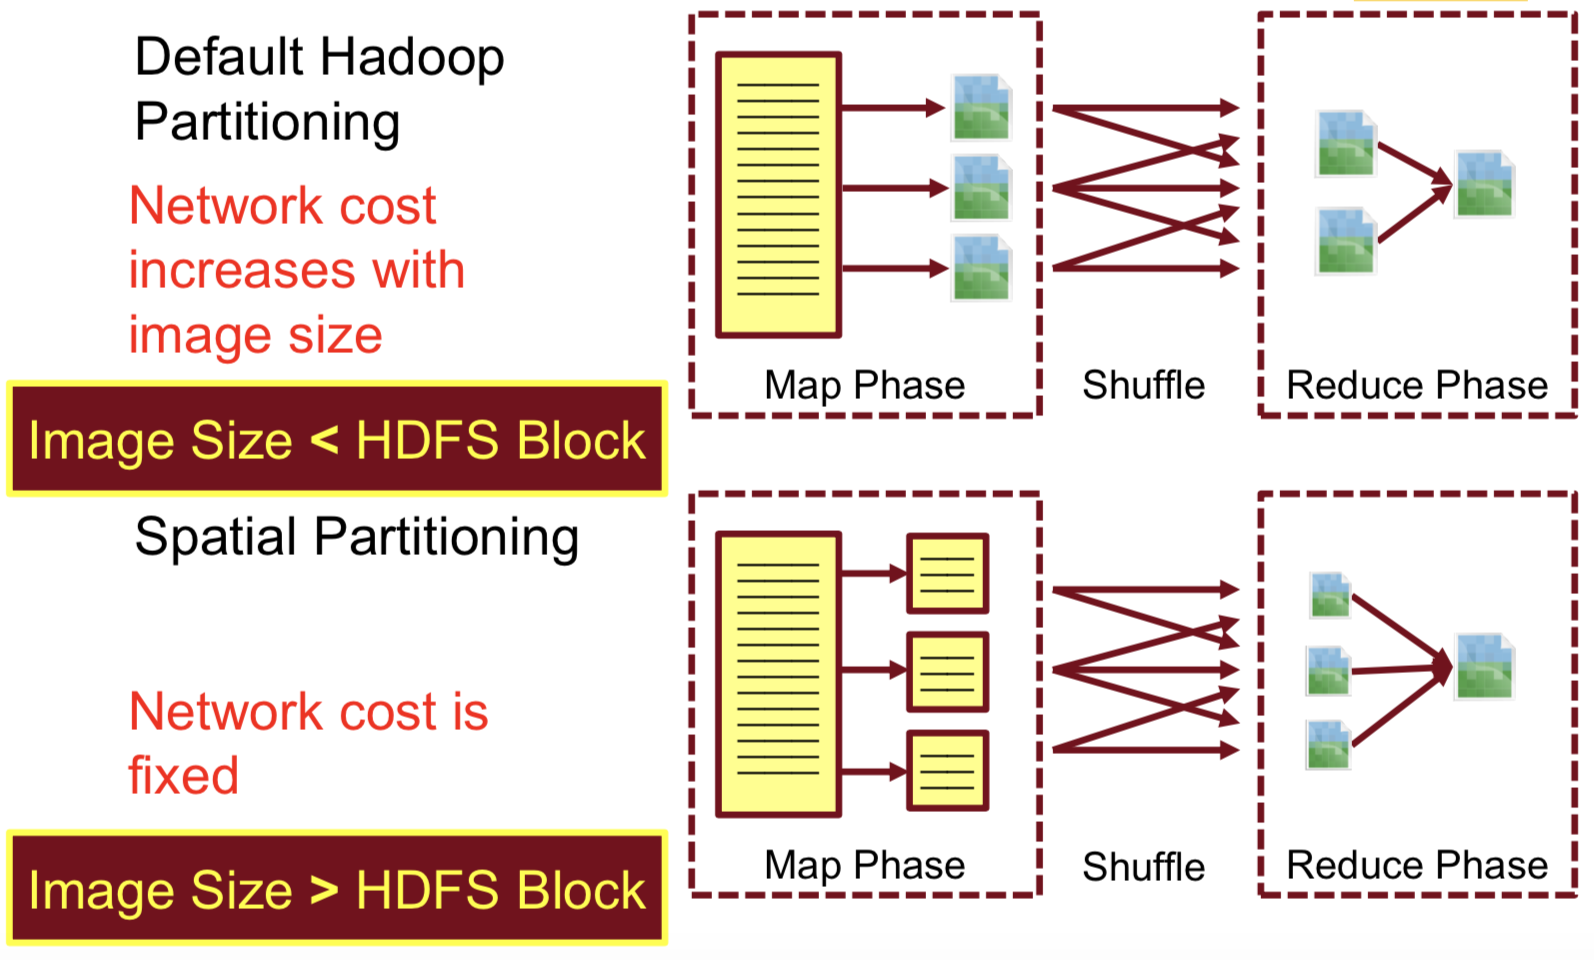 Default Hadoop
Partitioning
Network cost
increases with
image size
Image Size < HDFS Block
Map Phase
Shuffle
Reduce Phase
Spatial Partitioning
Network cost is
fixed
Image Size > HDFS Block
Map Phase
Shuffle
Reduce Phase